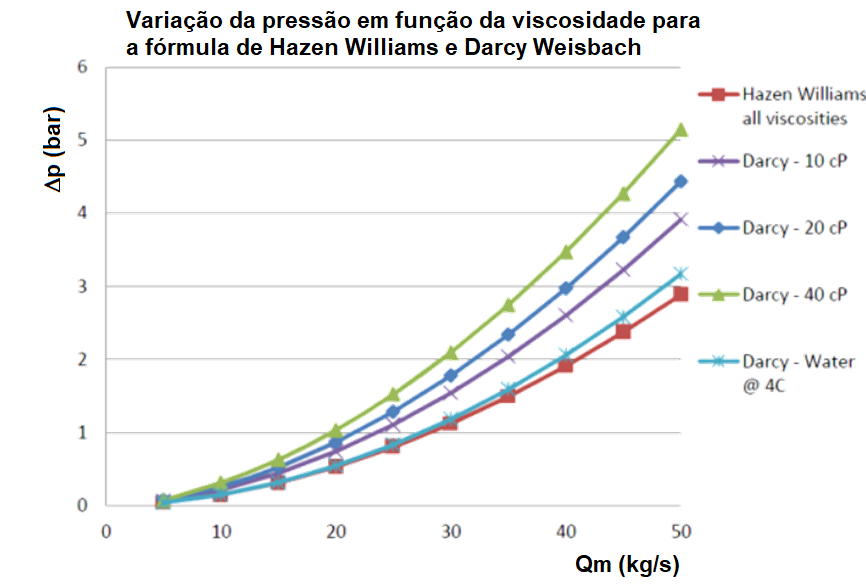 Variação da pressão em função da viscosidade para
a fórmula de Hazen Williams e Darcy Weisbach
6
5
4
3
2
1
0
Δp (bar)
0 10 20 30 40 50
Qm (kg/s)
Hazen Williams
all viscosities
Darcy - 10 cP
Darcy - 20 cP
Darcy - 40 cP
Darcy - Water
@ 4C